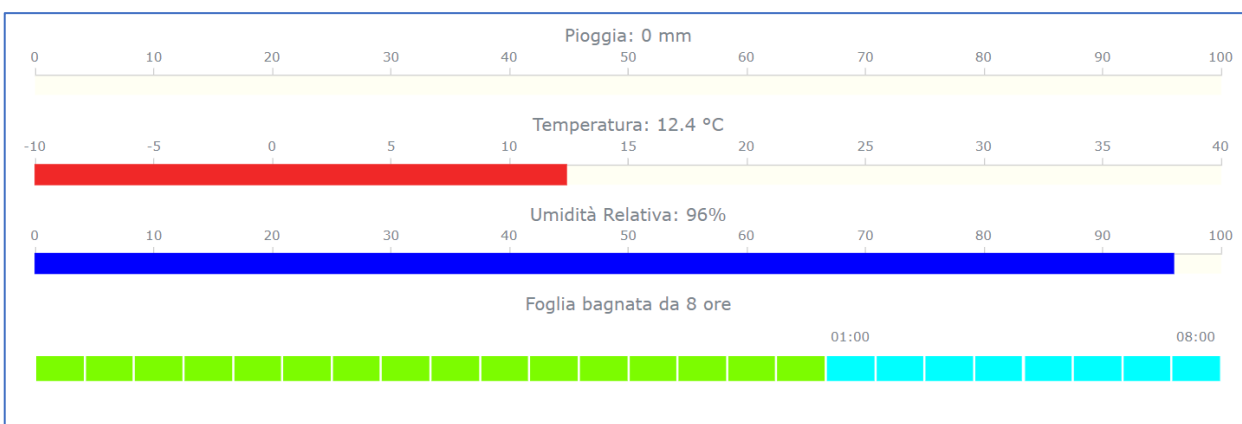 Pioggia: 0 mm
0 10 20 30 40 50 60 70 80 90 100
Temperatura: 12.4 °C
-10 -5 0 5 10 15 20 25 30 35 40
Umidità Relativa: 96%
0 10 20 30 40 50 60 70 80 90 100
Foglia bagnata da 8 ore
01:00 08:00